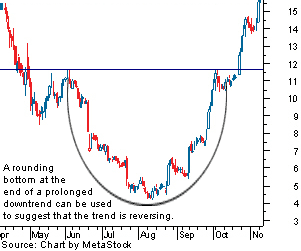 15
14
13
12
11
10
9
8
7
6
5
4
3
A rounding
bottom at the
end of a prolonged
downtrend can be used
to suggest that the trend is reversing.
pr May Jun Jul Aug Sep Oct No
Source: Chart by MetaStock